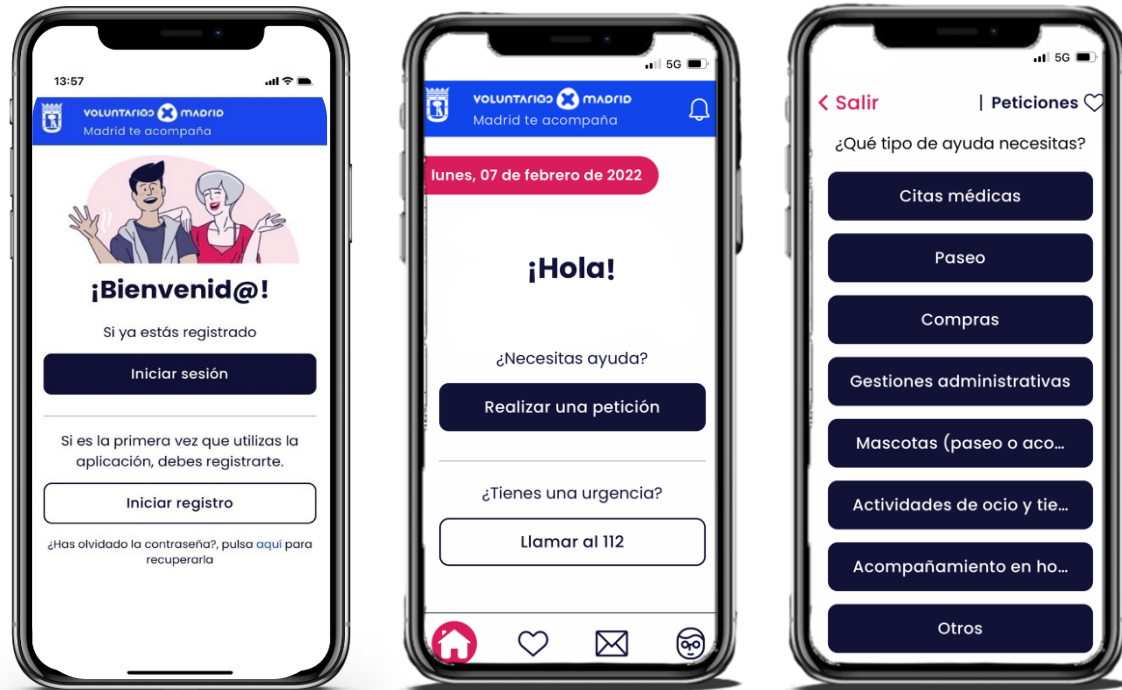 13:57
VOLUNTARIOS X MADRID
Madrid te acompaña
¡Bienvenid@!
Si ya estás registrado
Iniciar sesión
Si es la primera vez que utilizas la
aplicación, debes registrarte.
Iniciar registro
¿Has olvidado la contraseña?, pulsa aquí para
recuperarla
5G
VOLUNTARIOS X MADRID
Madrid te acompaña
lunes, 07 de febrero de 2022
¡Hola!
¿Necesitas ayuda?
Realizar una petición
¿Tienes una urgencia?
Llamar al 112
5G
< Salir | Peticiones
¿Qué tipo de ayuda necesitas?
Citas médicas
Paseo
Compras
Gestiones administrativas
Mascotas (paseo o aco...
Actividades de ocio y tie...
Acompañamiento en ho...
Otros